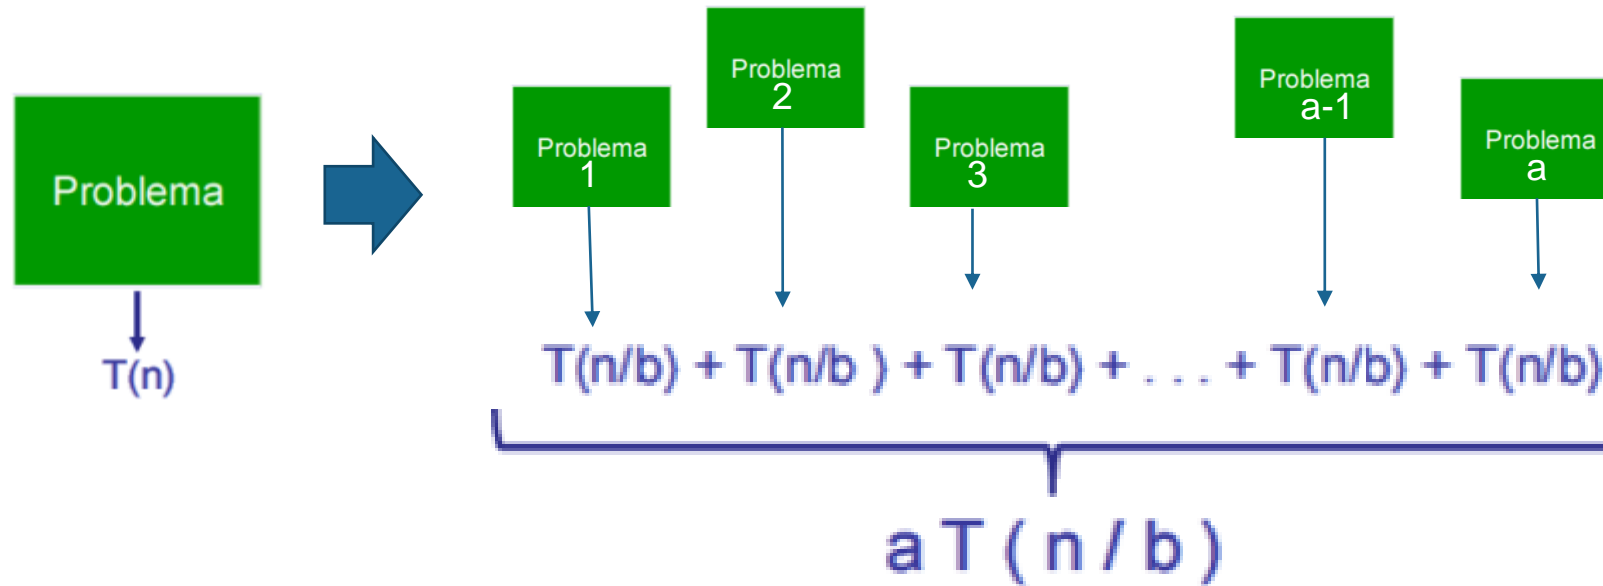 Problema
T(n)
Problema
1
Problema
2
Problema
3
Problema
a-1
Problema
a
T(n/b) + T(n/b ) + T(n/b) + . . . + T(n/b) + T(n/b)
a T ( n / b )